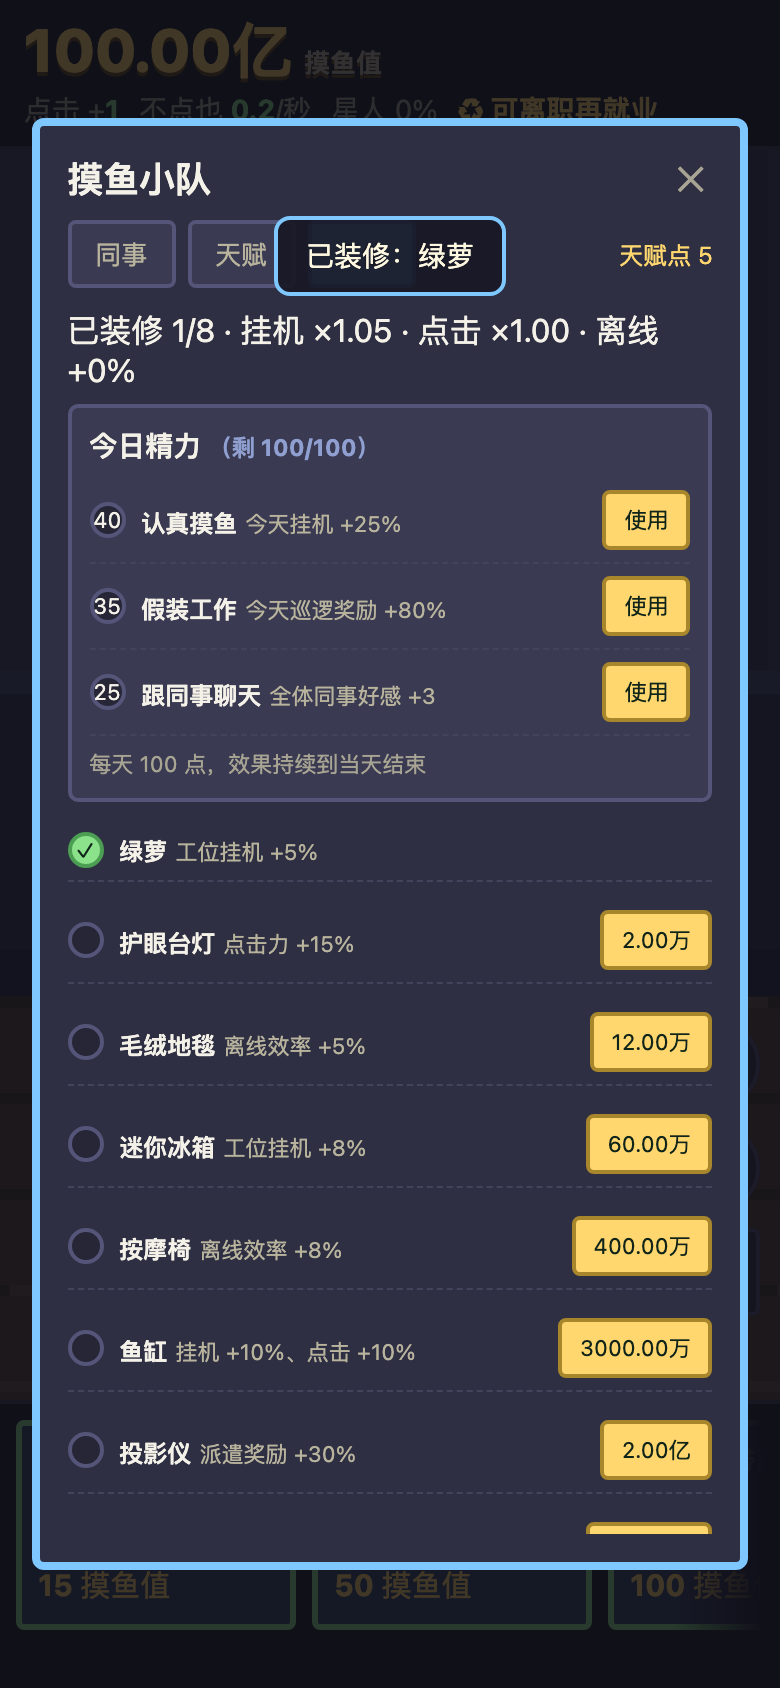 100.00亿 摸鱼值
点击 +1 不点也 0.2/秒 星人 0% ♻ 可离职再就业
摸鱼小队 ×
同事 天赋 已装修：绿萝 天赋点 5
已装修 1/8 · 挂机 ×1.05 · 点击 ×1.00 · 离线
+0%
今日精力 （剩 100/100）
40 认真摸鱼 今天挂机 +25% 使用
35 假装工作 今天巡逻奖励 +80% 使用
25 跟同事聊天 全体同事好感 +3 使用
每天 100 点，效果持续到当天结束
✓ 绿萝 工位挂机 +5%
护眼台灯 点击力 +15% 2.00万
毛绒地毯 离线效率 +5% 12.00万
迷你冰箱 工位挂机 +8% 60.00万
按摩椅 离线效率 +8% 400.00万
鱼缸 挂机 +10%、点击 +10% 3000.00万
投影仪 派遣奖励 +30% 2.00亿
15 摸鱼值 50 摸鱼值 100 摸鱼